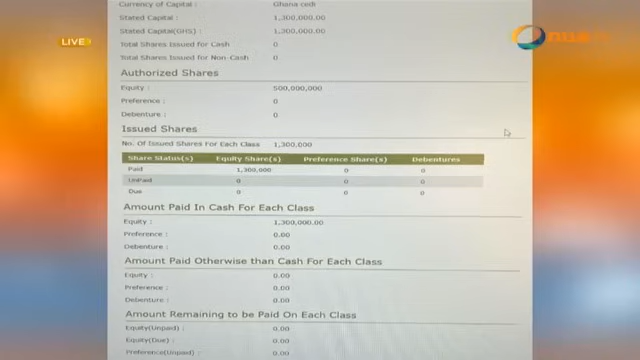 LIVE
Onua
Currency of Capital : Ghana cedi
Stated Capital : 1,300,000.00
Stated Capital(GHS) : 1,300,000.00
Total Shares Issued for Cash 0
Total Shares Issued for Non-Cash 0
Authorized Shares
Equity : 500,000,000
Preference : 0
Debenture : 0
Issued Shares
No. Of Issued Shares For Each Class 1,300,000
Share Status(s) Equity Share(s) Preference Share(s) Debentures
Paid 1,300,000 0 0
UnPaid 0 0 0
Due 0 0 0
Amount Paid In Cash For Each Class
Equity : 1,300,000.00
Preference : 0.00
Debenture : 0.00
Amount Paid Otherwise than Cash For Each Class
Equity : 0.00
Preference : 0.00
Debenture : 0.00
Amount Remaining to be Paid On Each Class
Equity(Unpaid) : 0.00
Equity(Due) : 0.00
Preference(Unpaid) : 0.00